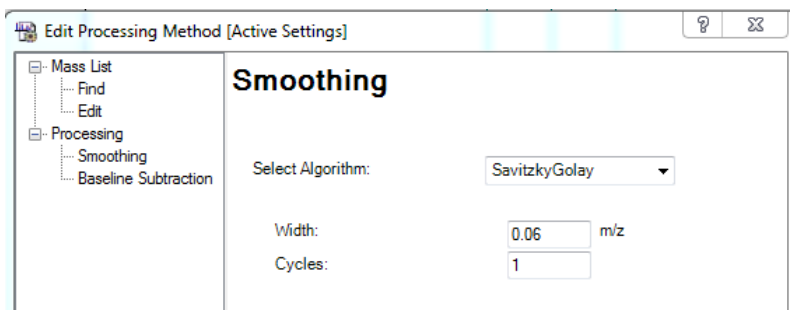 Edit Processing Method [Active Settings]
Mass List
Find
Edit
Processing
Smoothing
Baseline Subtraction
Smoothing
Select Algorithm: SavitzkyGolay
Width: 0.06 m/z
Cycles: 1